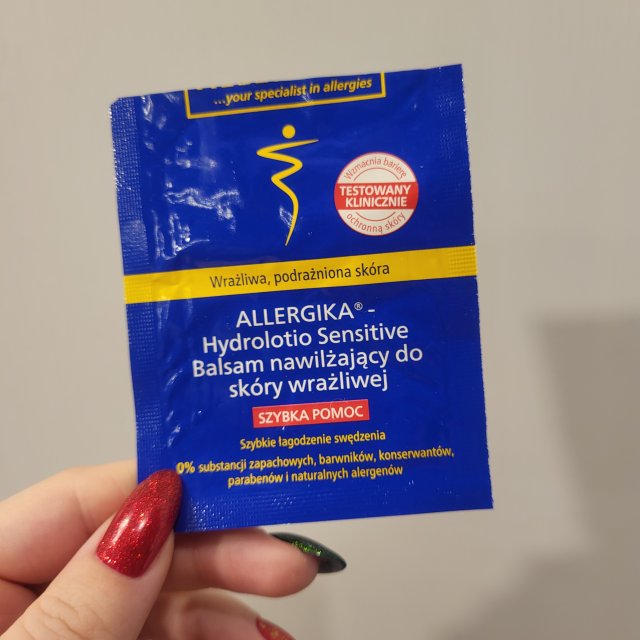 ...your specialist in allergies
Wzmacnia barierę
TESTOWANY
KLINICZNIE
ochronną skóry
Wrażliwa, podrażniona skóra
ALLERGIKA® -
Hydrolotio Sensitive
Balsam nawilżający do
skóry wrażliwej
SZYBKA POMOC
Szybkie łagodzenie swędzenia
0% substancji zapachowych, barwników, konserwantów,
parabenów i naturalnych alergenów